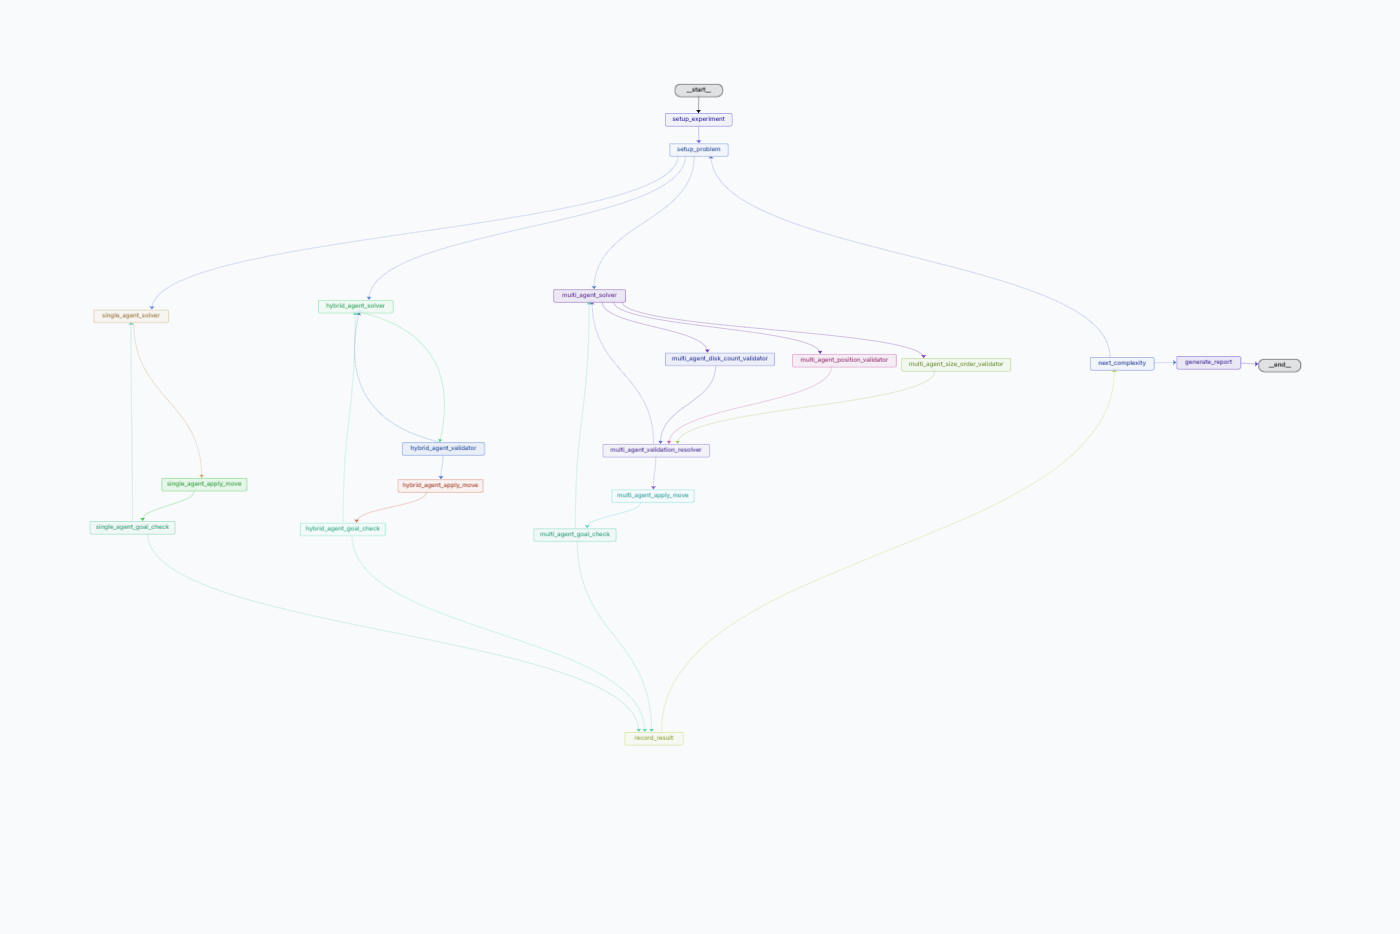 __start__
setup_experiment
setup_problem
multi_agent_solver
hybrid_agent_solver
single_agent_solver
multi_agent_disk_count_validator
multi_agent_position_validator
multi_agent_size_order_validator
next_complexity
generate_report
__end__
hybrid_agent_validator
multi_agent_validation_resolver
single_agent_apply_move
hybrid_agent_apply_move
multi_agent_apply_move
single_agent_goal_check
hybrid_agent_goal_check
multi_agent_goal_check
record_result